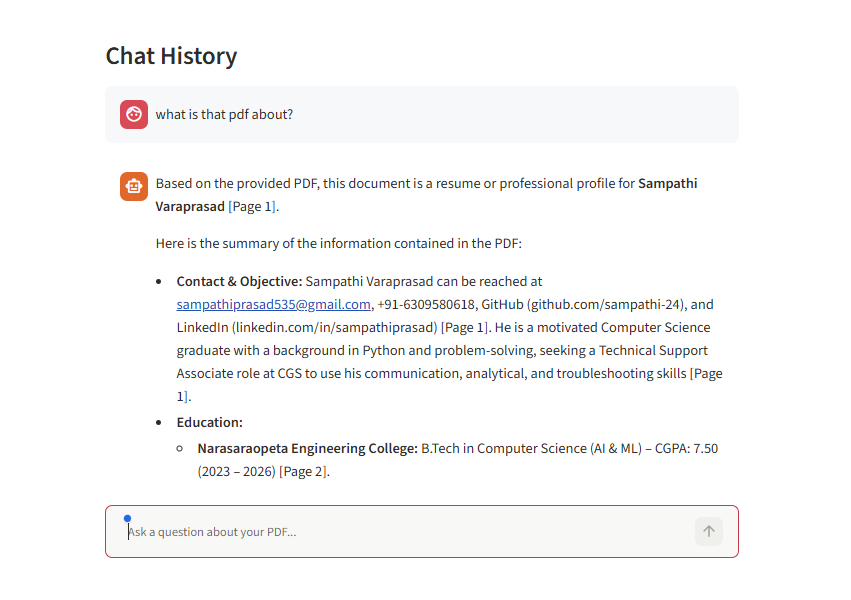 Chat History
what is that pdf about?
Based on the provided PDF, this document is a resume or professional profile for Sampathi
Varaprasad [Page 1].
Here is the summary of the information contained in the PDF:
• Contact & Objective: Sampathi Varaprasad can be reached at
sampathiprasad535@gmail.com, +91-6309580618, GitHub (github.com/sampathi-24), and
LinkedIn (linkedin.com/in/sampathiprasad) [Page 1]. He is a motivated Computer Science
graduate with a background in Python and problem-solving, seeking a Technical Support
Associate role at CGS to use his communication, analytical, and troubleshooting skills [Page
1].
• Education:
○ Narasaraopeta Engineering College: B.Tech in Computer Science (AI & ML) – CGPA: 7.50
(2023 – 2026) [Page 2].
Ask a question about your PDF...